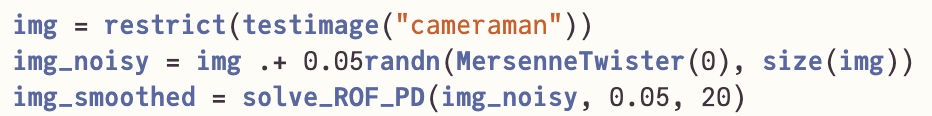 img = restrict(testimage("cameraman"))
img_noisy = img .+ 0.05randn(MersenneTwister(0), size(img))
img_smoothed = solve_ROF_PD(img_noisy, 0.05, 20)